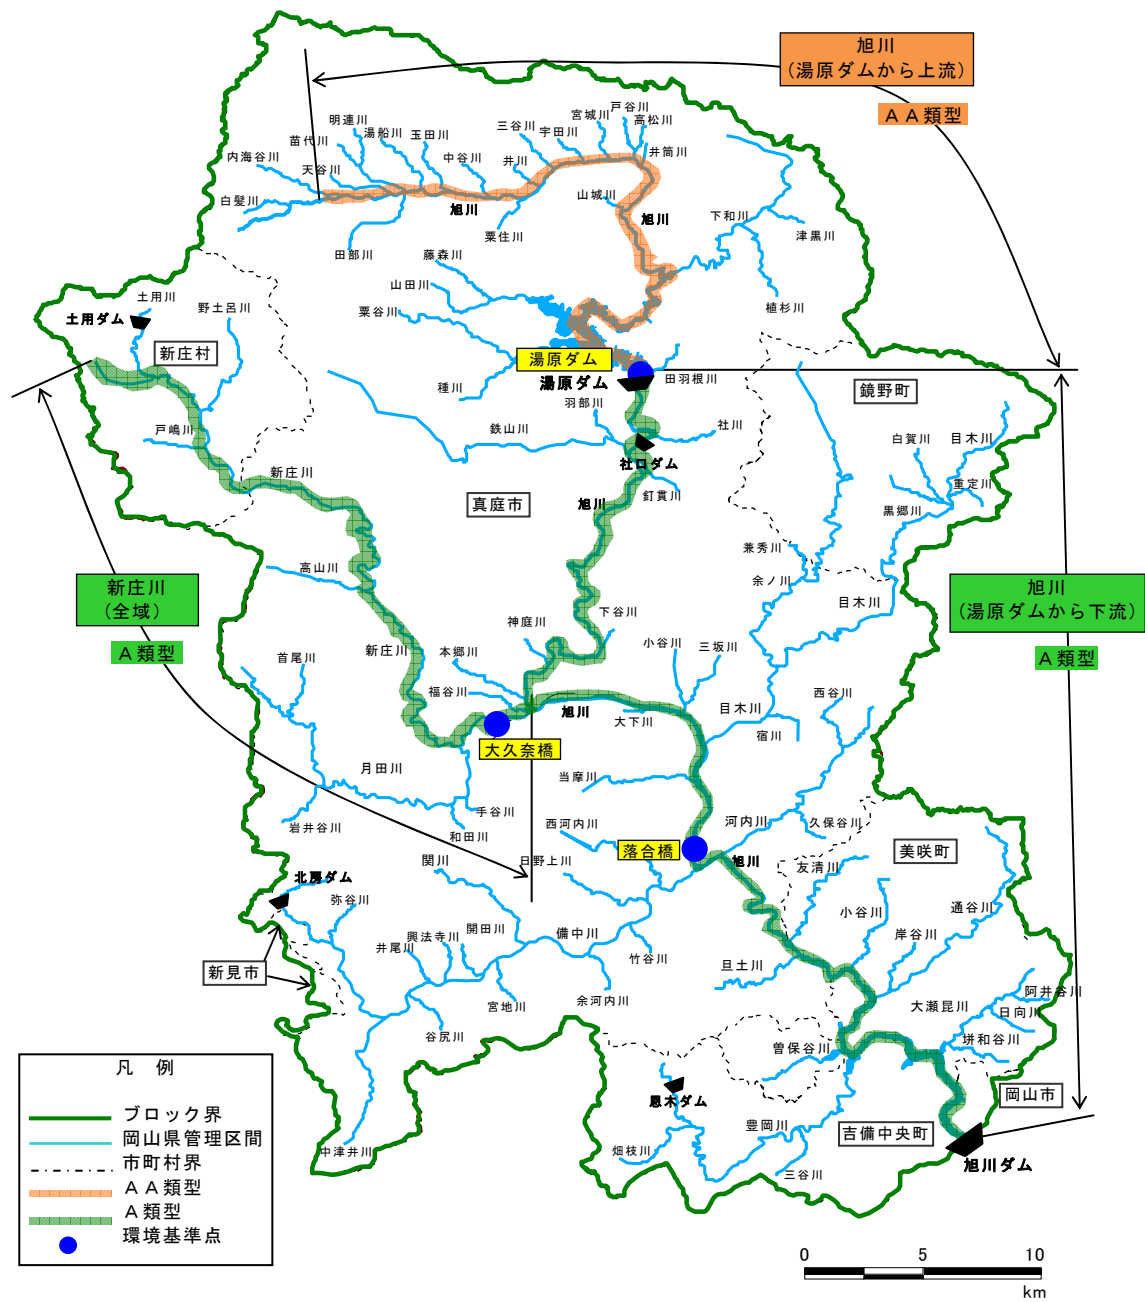 旭川
(湯原ダムから上流)
ＡＡ類型
戸谷川
宮城川
高松川
明連川
湯船川
玉田川
三谷川
宇田川
苗代川
井筒川
内海谷川
中谷川
井川
天谷川
白髪川
山城川
旭川
旭川
下和川
粟住川
津黒川
田部川
藤森川
山田川
植杉川
土用川
野土呂川
粟谷川
土用ダム
新庄村
湯原ダム
湯原ダム
田羽根川
種川
羽部川
鏡野町
戸嶋川
鉄山川
社川
白賀川
目木川
社口ダム
新庄川
重定川
釘貫川
真庭市
旭川
黒郷川
兼秀川
高山川
余ノ川
新庄川
(全域)
Ａ類型
旭川
(湯原ダムから下流)
Ａ類型
目木川
下谷川
神庭川
小谷川
三坂川
新庄川
本郷川
首尾川
福谷川
西谷川
旭川
大下川
目木川
宿川
大久奈橋
月田川
当摩川
手谷川
岩井谷川
和田川
西河内川
河内川
久保谷川
落合橋
旭川
美咲町
関川
日野上川
友清川
北房ダム
弥谷川
小谷川
通谷川
興法寺川
開田川
備中川
岸谷川
井尾川
竹谷川
旦土川
新見市
宮地川
余河内川
阿井谷川
大瀬毘川
日向川
谷尻川
曽保谷川
垪和谷川
恩木ダム
岡山市
豊岡川
吉備中央町
中津井川
畑枝川
三谷川
旭川ダム
凡 例
ブロック界
岡山県管理区間
市町村界
ＡＡ類型
Ａ類型
環境基準点
0 5 10
km